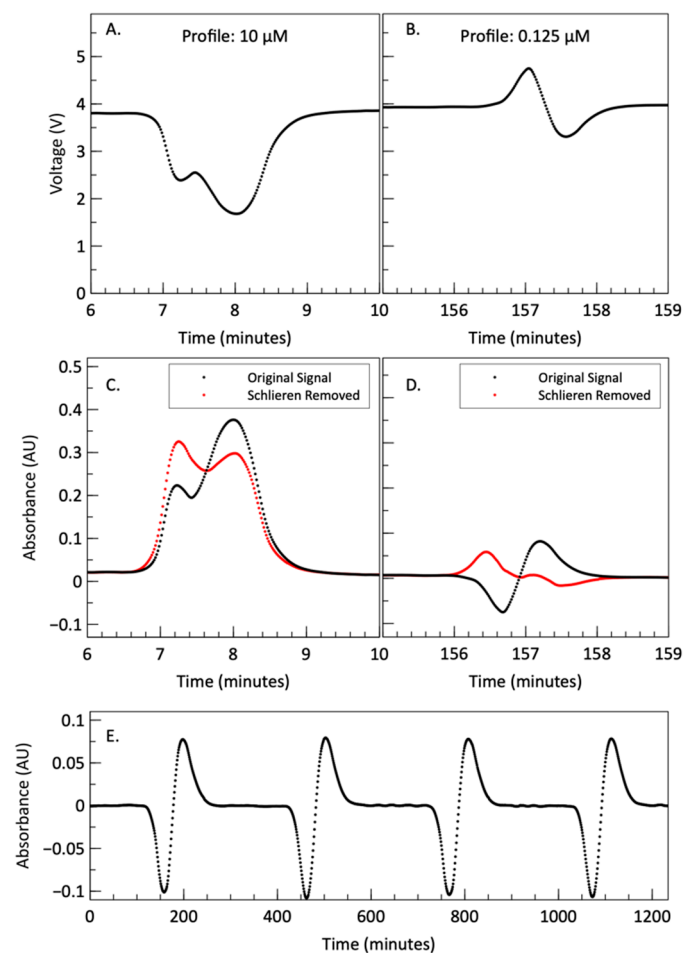 A.
Profile: 10 μM
B.
Profile: 0.125 μM
5
4
3
2
1
0
Voltage (V)
6
7
8
9
10
156
157
158
159
Time (minutes)
Time (minutes)
0.5
0.4
0.3
0.2
0.1
0
−0.1
Absorbance (AU)
C.
Original Signal
Schlieren Removed
D.
Original Signal
Schlieren Removed
6
7
8
9
10
156
157
158
159
Time (minutes)
Time (minutes)
0.1
0.05
0
−0.05
−0.1
Absorbance (AU)
E.
0
200
400
600
800
1000
1200
Time (minutes)